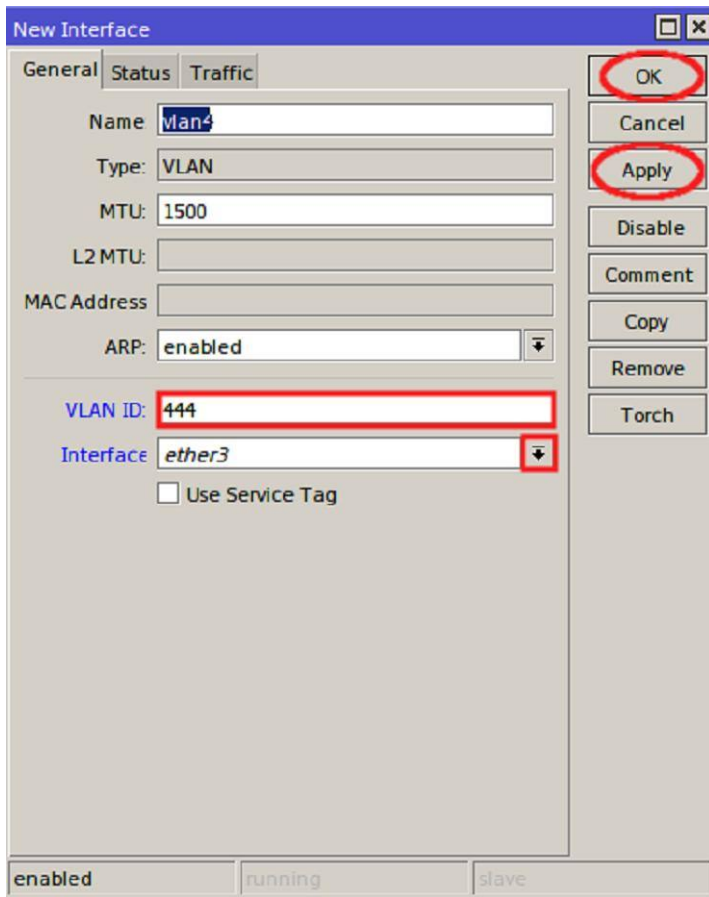 New Interface
General Status Traffic
Name vlan4
Type: VLAN
MTU: 1500
L2 MTU:
MAC Address
ARP: enabled
VLAN ID: 444
Interface ether3
Use Service Tag
OK
Cancel
Apply
Disable
Comment
Copy
Remove
Torch
enabled running slave